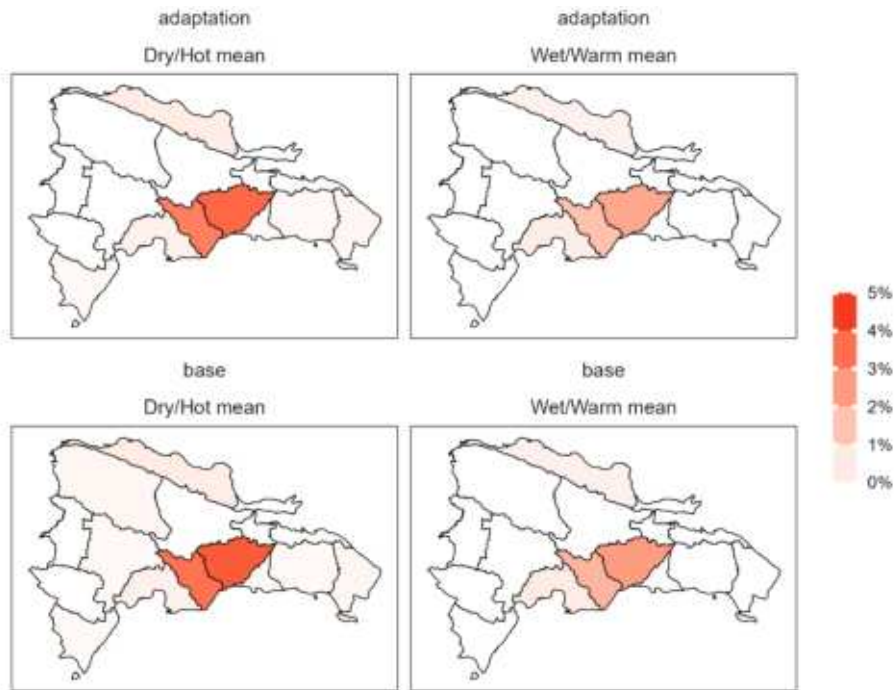 adaptation
Dry/Hot mean
adaptation
Wet/Warm mean
5%
4%
3%
2%
1%
0%
base
Dry/Hot mean
base
Wet/Warm mean